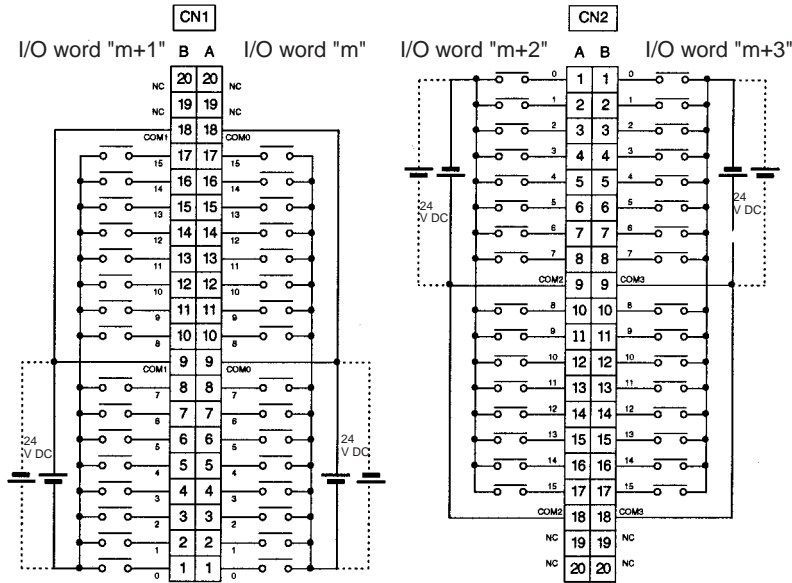 CN1
I/O word "m+1" B A I/O word "m"
NC 20 20 NC
NC 19 19 NC
COM1 18 18 COM0
15 17 17 15
14 16 16 14
13 15 15 13
12 14 14 12
11 13 13 11
10 12 12 10
9 11 11 9
8 10 10 8
COM1 9 9 COM0
7 8 8 7
6 7 7 6
5 6 6 5
4 5 5 4
3 4 4 3
2 3 3 2
1 2 2 1
0 1 1 0
24
V DC
24
V DC
CN2
I/O word "m+2" A B I/O word "m+3"
0 1 1 0
1 2 2 1
2 3 3 2
3 4 4 3
4 5 5 4
5 6 6 5
6 7 7 6
7 8 8 7
COM2 9 9 COM3
8 10 10 8
9 11 11 9
10 12 12 10
11 13 13 11
12 14 14 12
13 15 15 13
14 16 16 14
15 17 17 15
COM2 18 18 COM3
NC 19 19 NC
NC 20 20 NC
24
V DC
24
V DC